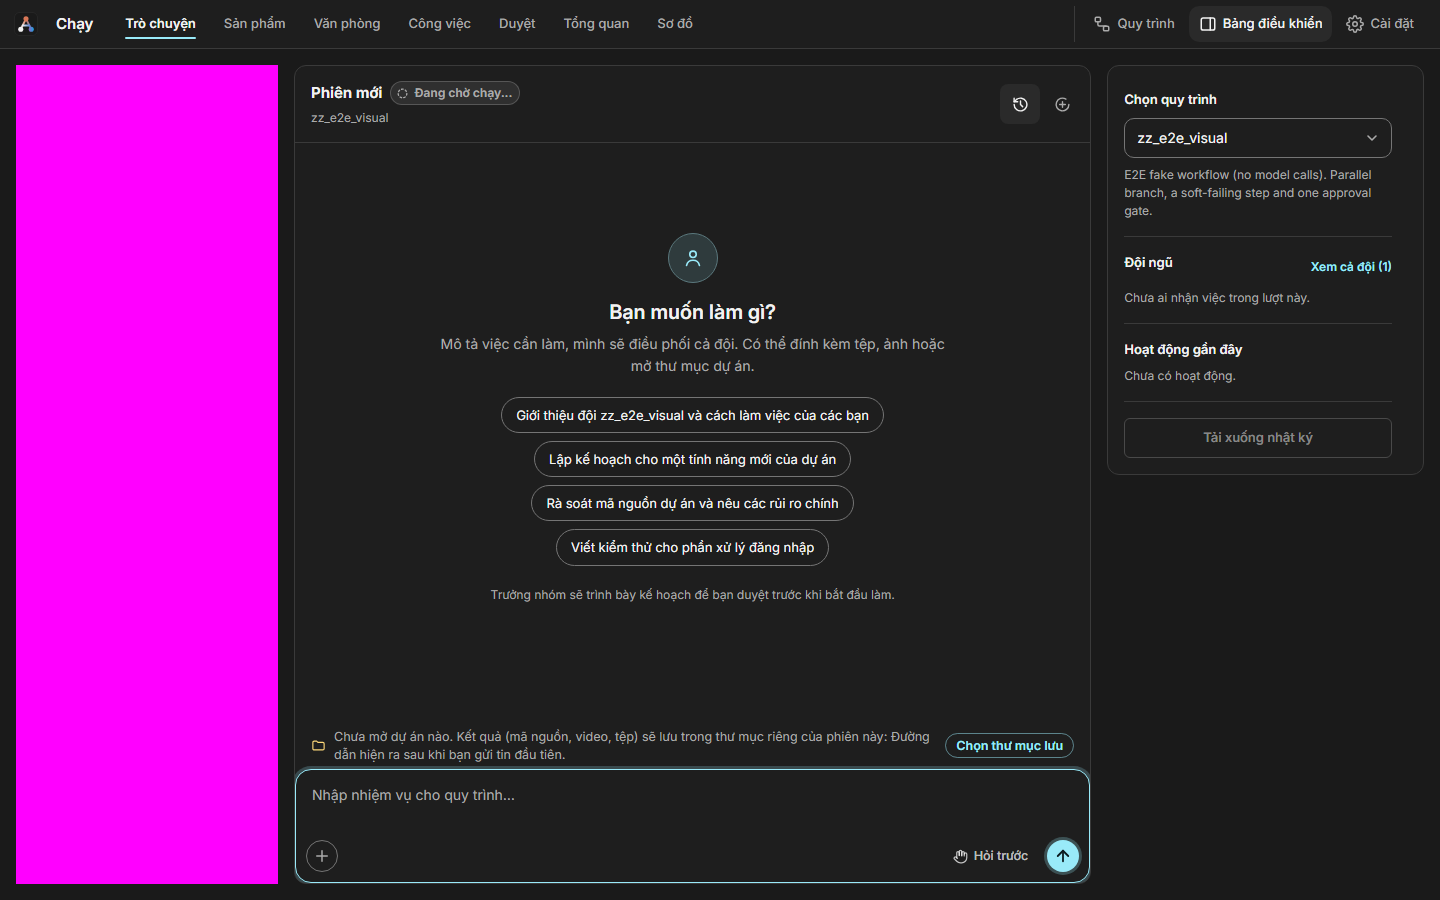 Chạy
Trò chuyện
Sản phẩm
Văn phòng
Công việc
Duyệt
Tổng quan
Sơ đồ
Quy trình
Bảng điều khiển
Cài đặt
Phiên mới
Đang chờ chạy...
zz_e2e_visual
Bạn muốn làm gì?
Mô tả việc cần làm, mình sẽ điều phối cả đội. Có thể đính kèm tệp, ảnh hoặc
mở thư mục dự án.
Giới thiệu đội zz_e2e_visual và cách làm việc của các bạn
Lập kế hoạch cho một tính năng mới của dự án
Rà soát mã nguồn dự án và nêu các rủi ro chính
Viết kiểm thử cho phần xử lý đăng nhập
Trưởng nhóm sẽ trình bày kế hoạch để bạn duyệt trước khi bắt đầu làm.
Chưa mở dự án nào. Kết quả (mã nguồn, video, tệp) sẽ lưu trong thư mục riêng của phiên này: Đường
dẫn hiện ra sau khi bạn gửi tin đầu tiên.
Chọn thư mục lưu
Nhập nhiệm vụ cho quy trình...
Hỏi trước
Chọn quy trình
zz_e2e_visual
E2E fake workflow (no model calls). Parallel
branch, a soft-failing step and one approval
gate.
Đội ngũ
Xem cả đội (1)
Chưa ai nhận việc trong lượt này.
Hoạt động gần đây
Chưa có hoạt động.
Tải xuống nhật ký